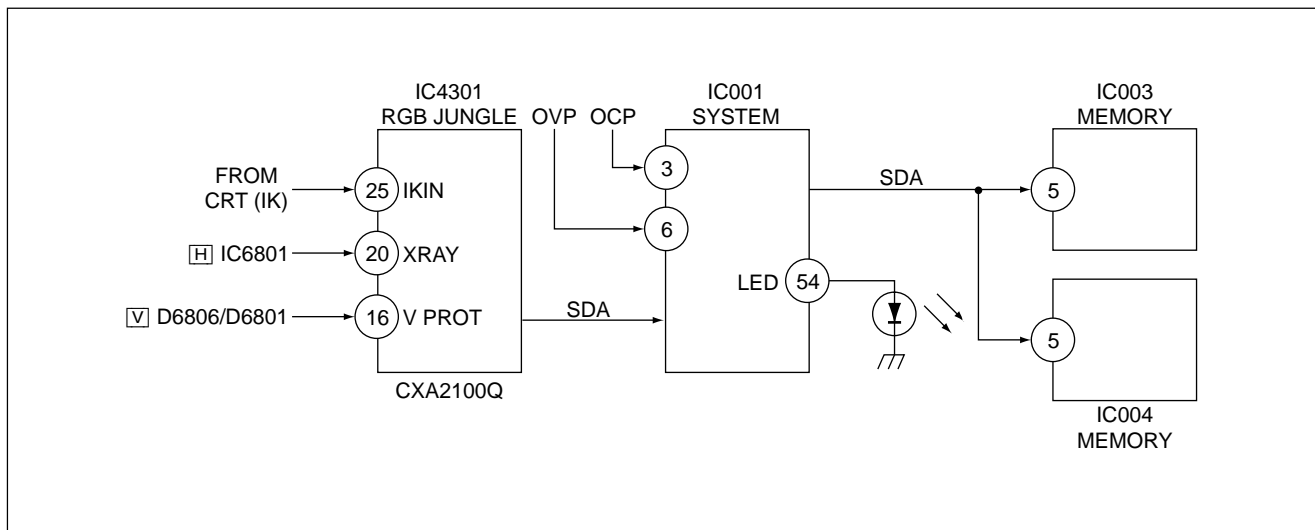 IC4301
RGB JUNGLE
OVP
OCP
IC001
SYSTEM
IC003
MEMORY
FROM
CRT (IK)
25
IKIN
3
SDA
5
6
H IC6801
20
XRAY
LED
54
V D6806/D6801
16
V PROT
SDA
5
CXA2100Q
IC004
MEMORY